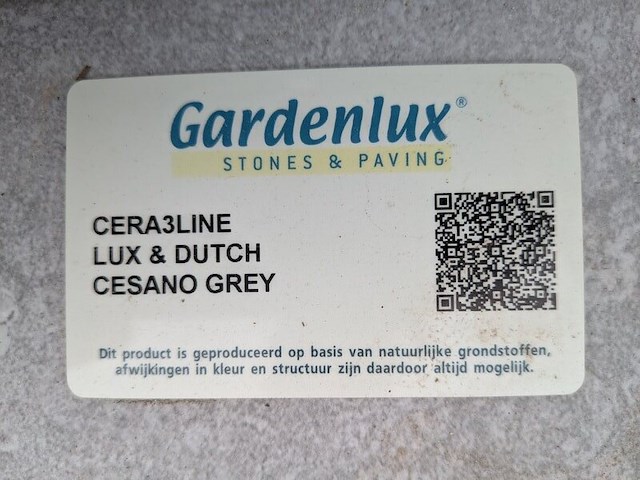 Gardenlux®
STONES & PAVING
CERA3LINE
LUX & DUTCH
CESANO GREY
Dit product is geproduceerd op basis van natuurlijke grondstoffen,
afwijkingen in kleur en structuur zijn daardoor altijd mogelijk.